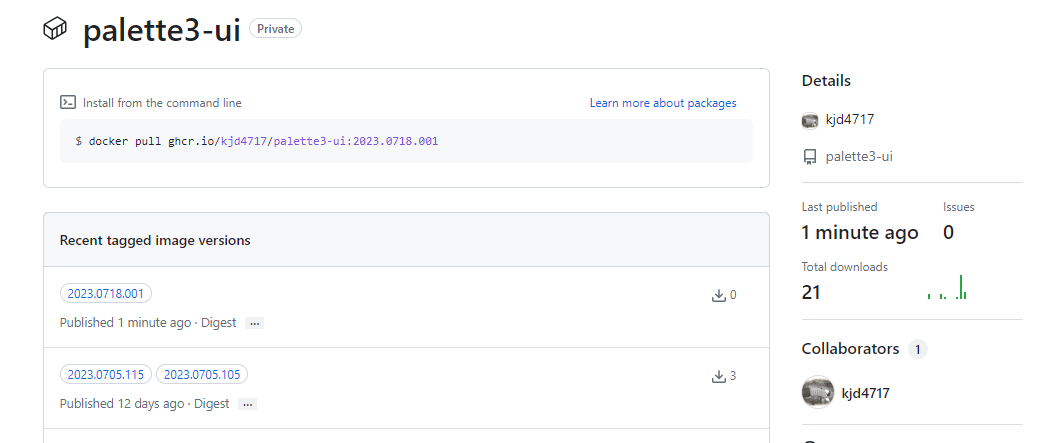 palette3-ui Private
Install from the command line
Learn more about packages
$ docker pull ghcr.io/kjd4717/palette3-ui:2023.0718.001
Recent tagged image versions
2023.0718.001
Published 1 minute ago · Digest ...
0
2023.0705.115 2023.0705.105
Published 12 days ago · Digest ...
3
Details
kjd4717
palette3-ui
Last published
1 minute ago
Issues
0
Total downloads
21
Collaborators 1
kjd4717